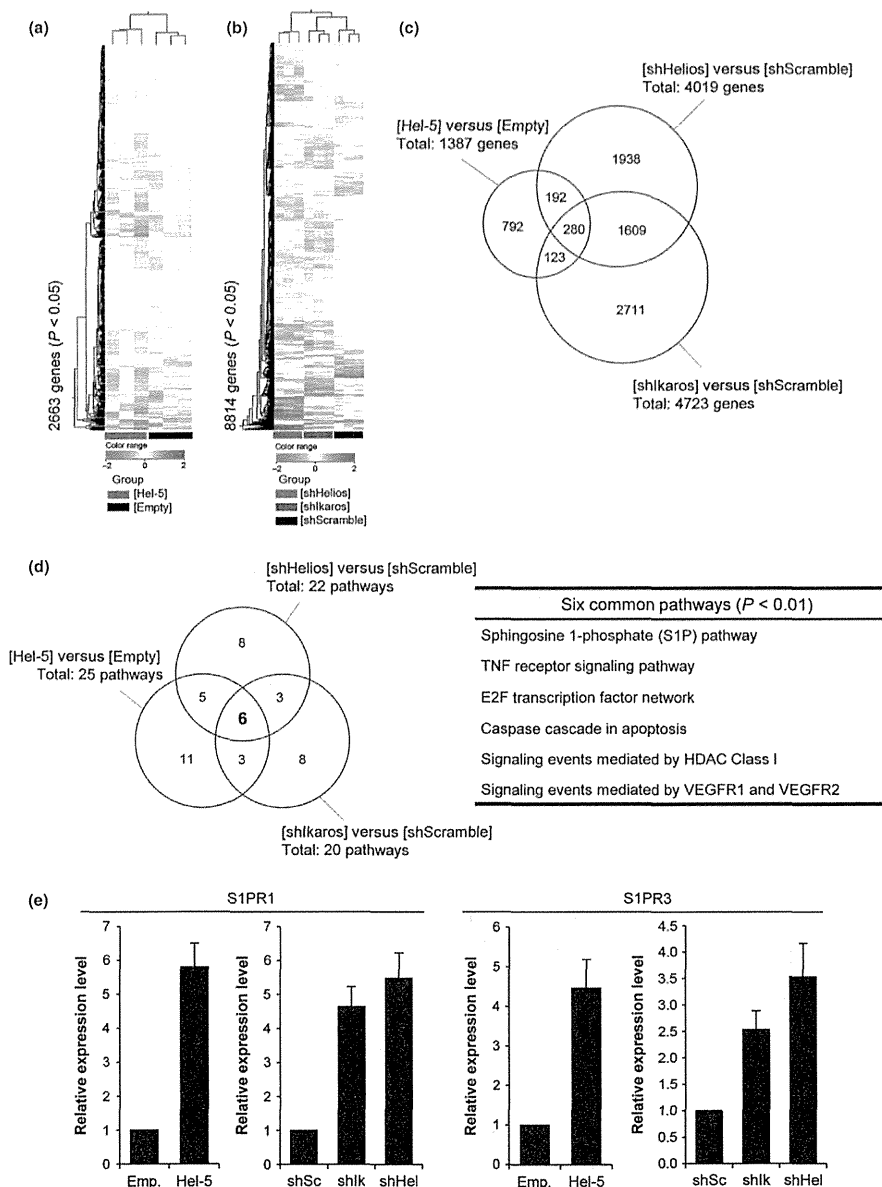 (a)
(b)
(c)
2663 genes (P < 0.05)
Color range
−2 0 2
Group
[Hel-5]
[Empty]
8814 genes (P < 0.05)
Color range
−2 0 2
Group
[shHelios]
[shIkaros]
[shScramble]
[shHelios] versus [shScramble]
Total: 4019 genes
[Hel-5] versus [Empty]
Total: 1387 genes
1938
192
792
280
1609
123
2711
[shIkaros] versus [shScramble]
Total: 4723 genes
(d)
[shHelios] versus [shScramble]
Total: 22 pathways
[Hel-5] versus [Empty]
Total: 25 pathways
8
5
3
6
11
3
8
[shIkaros] versus [shScramble]
Total: 20 pathways
Six common pathways (P < 0.01)
Sphingosine 1-phosphate (S1P) pathway
TNF receptor signaling pathway
E2F transcription factor network
Caspase cascade in apoptosis
Signaling events mediated by HDAC Class I
Signaling events mediated by VEGFR1 and VEGFR2
(e)
S1PR1
Relative expression level
7
6
5
4
3
2
1
0
Emp. Hel-5
Relative expression level
7
6
5
4
3
2
1
0
shSc shIk shHel
S1PR3
Relative expression level
6
5
4
3
2
1
0
Emp. Hel-5
Relative expression level
4.5
4.0
3.5
3.0
2.5
2.0
1.5
1.0
0.5
0.0
shSc shIk shHel